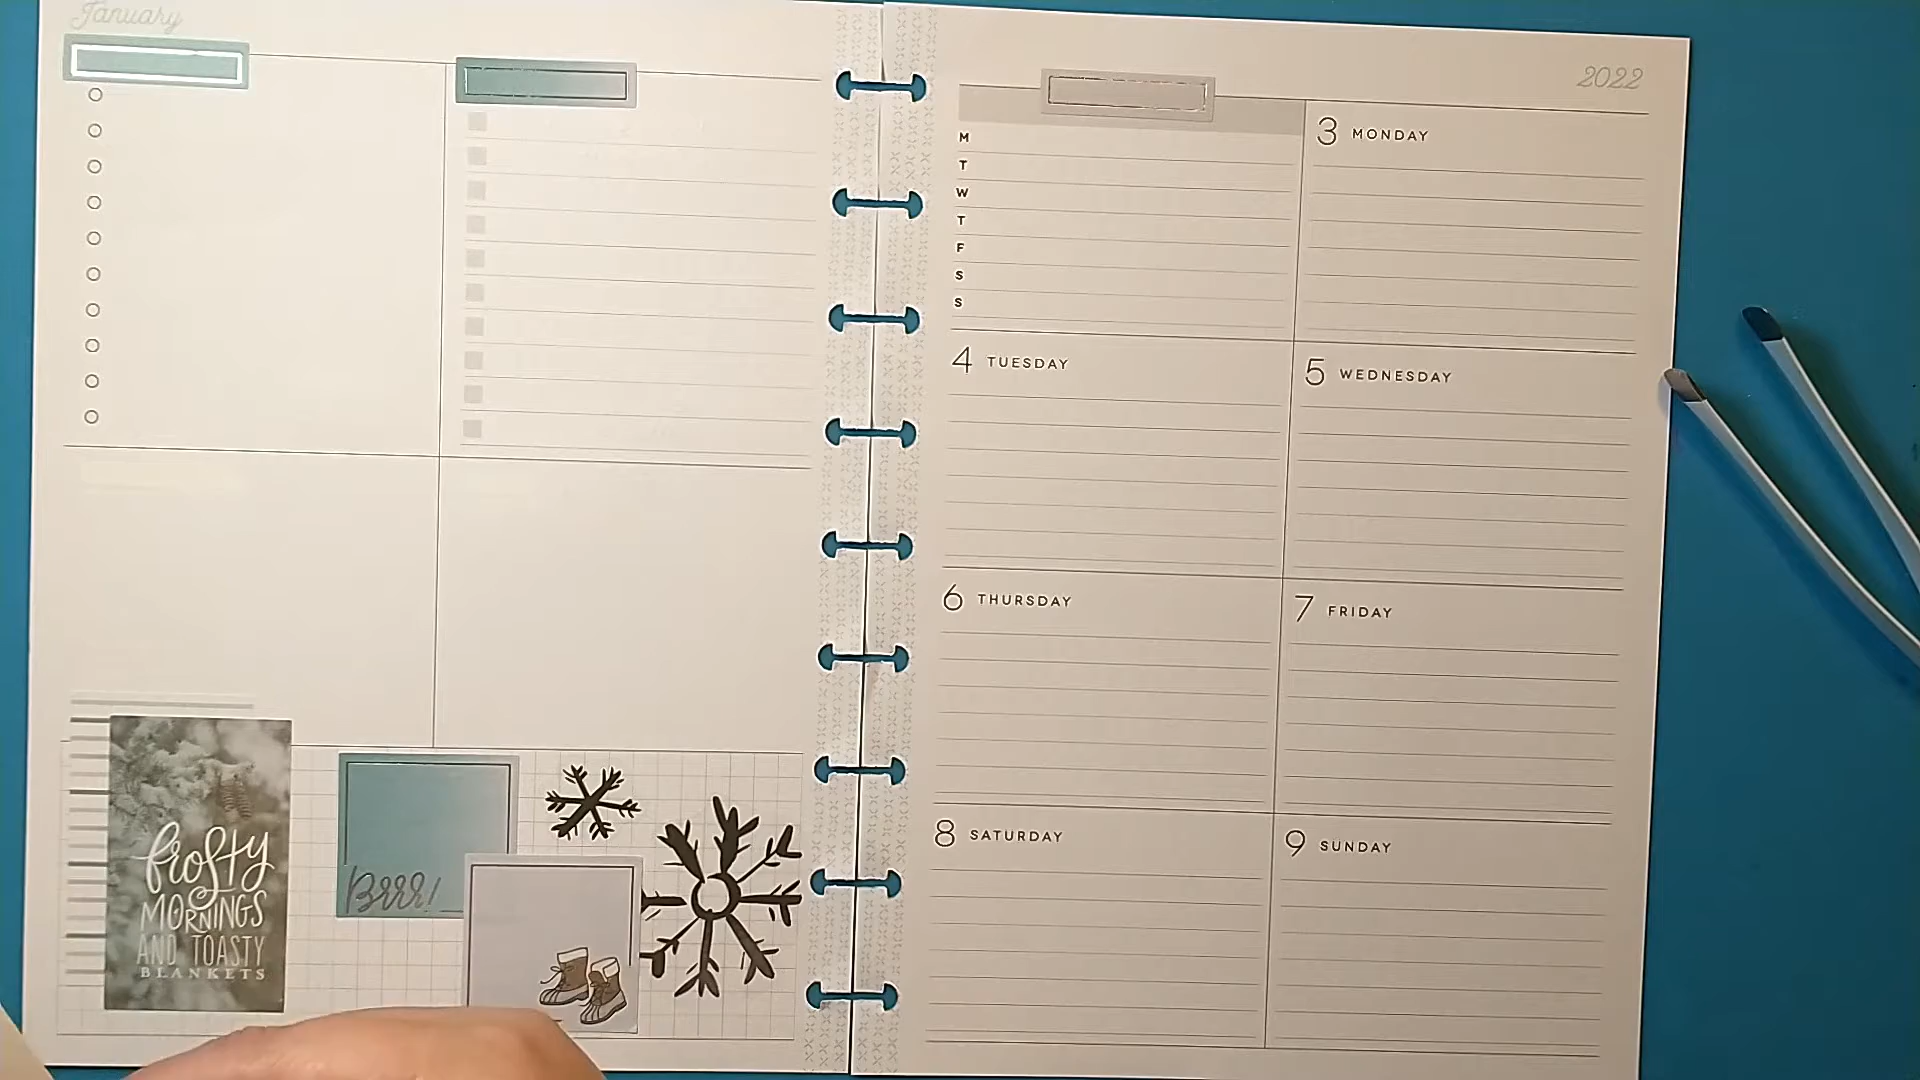 January
2022
M
T
W
T
F
S
S
3 MONDAY
4 TUESDAY
5 WEDNESDAY
6 THURSDAY
7 FRIDAY
8 SATURDAY
9 SUNDAY
frosty
MORNINGS
AND TOASTY
BLANKETS
Brrr!